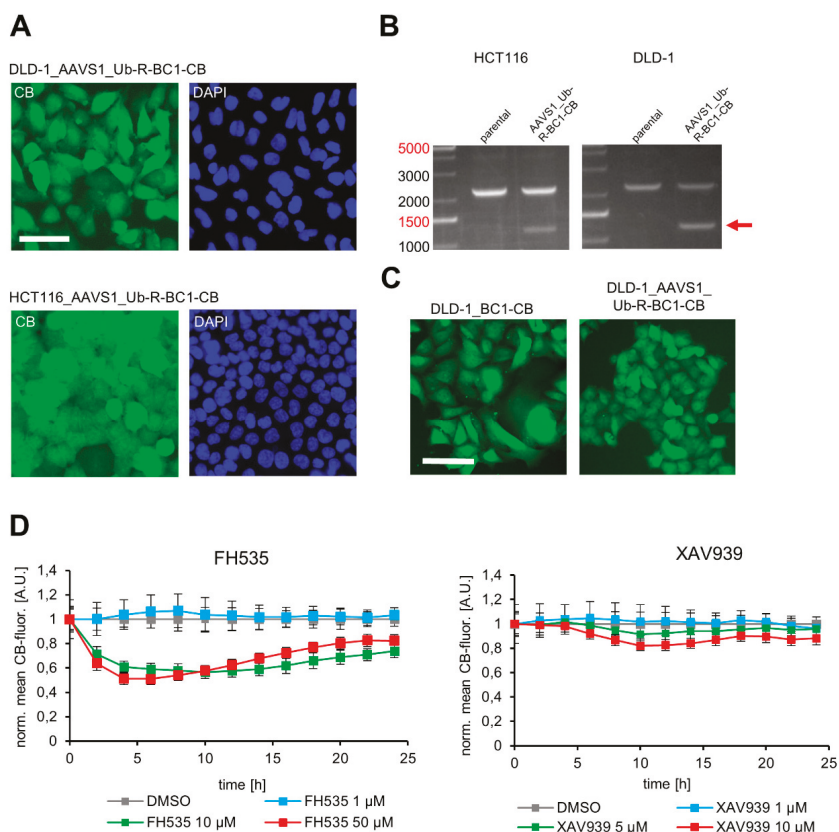 A
DLD-1_AAVS1_Ub-R-BC1-CB
CB
DAPI
HCT116_AAVS1_Ub-R-BC1-CB
CB
DAPI
B
HCT116
DLD-1
parental
AAVS1_Ub-
R-BC1-CB
parental
AAVS1_Ub-
R-BC1-CB
5000
3000
2000
1500
1000
C
DLD-1_BC1-CB
DLD-1_AAVS1_
Ub-R-BC1-CB
D
FH535
norm. mean CB-fluor. [A.U.]
1,4
1,2
1
0,8
0,6
0,4
0,2
0
0 5 10 15 20 25
time [h]
DMSO FH535 1 µM
FH535 10 µM FH535 50 µM
XAV939
norm. mean CB-fluor. [A.U.]
1,4
1,2
1
0,8
0,6
0,4
0,2
0
0 5 10 15 20 25
time [h]
DMSO XAV939 1 µM
XAV939 5 µM XAV939 10 µM